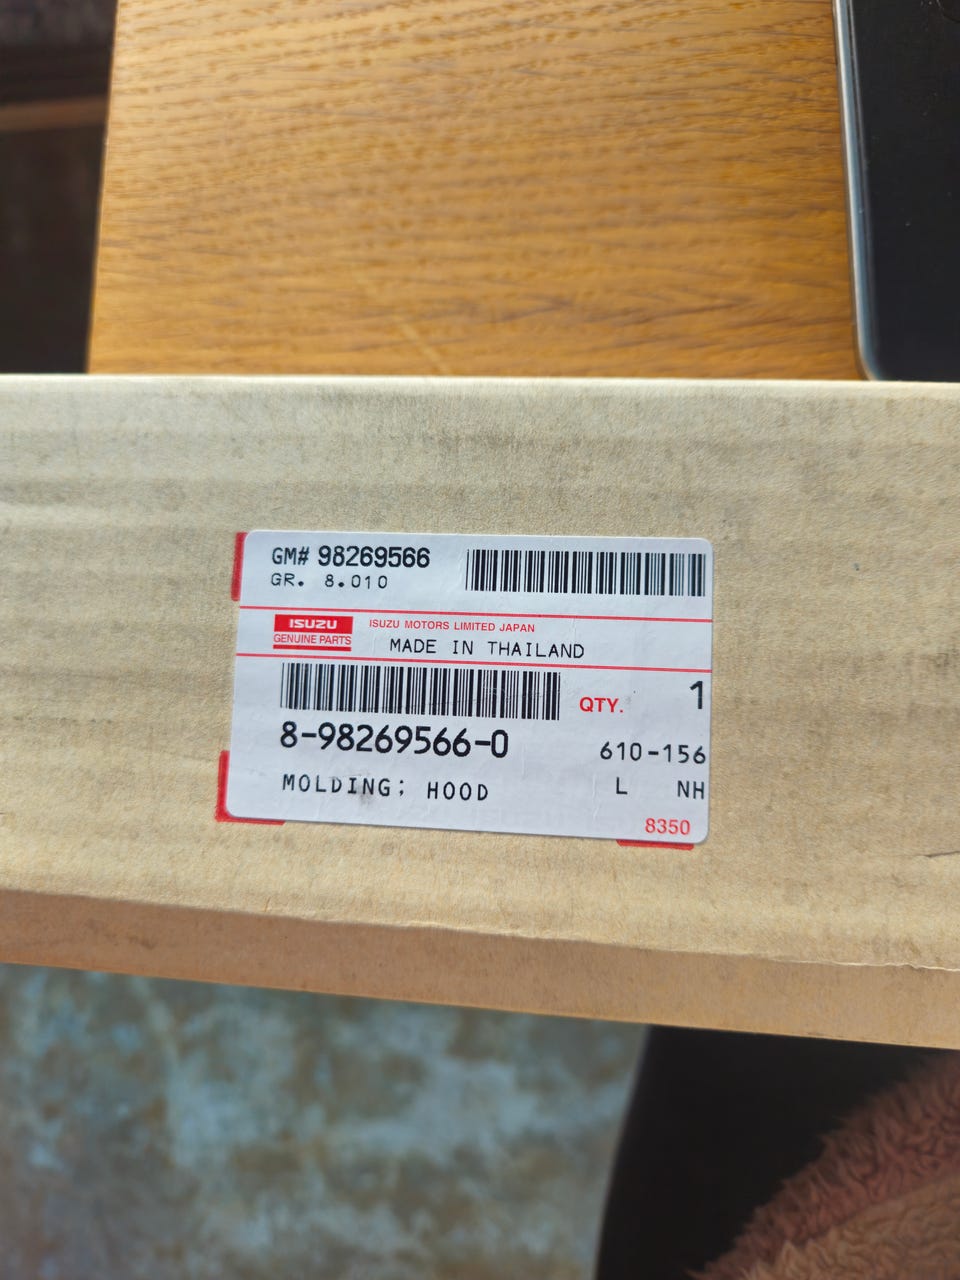 GM# 98269566
GR. 8.010
ISUZU
GENUINE PARTS
ISUZU MOTORS LIMITED JAPAN
MADE IN THAILAND
QTY. 1
8-98269566-0
610-156
MOLDING; HOOD
L NH
8350